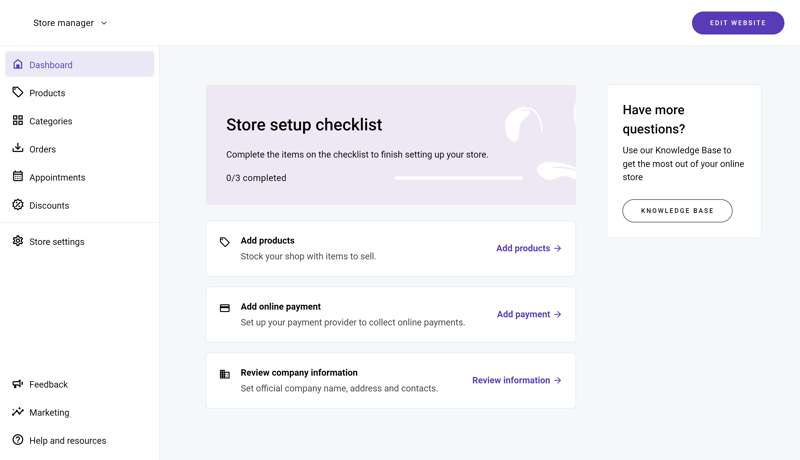 Store manager
EDIT WEBSITE
Dashboard
Products
Categories
Orders
Appointments
Discounts
Store settings
Feedback
Marketing
Help and resources
Store setup checklist
Complete the items on the checklist to finish setting up your store.
0/3 completed
Add products
Stock your shop with items to sell.
Add products
Add online payment
Set up your payment provider to collect online payments.
Add payment
Review company information
Set official company name, address and contacts.
Review information
Have more
questions?
Use our Knowledge Base to
get the most out of your online
store
KNOWLEDGE BASE